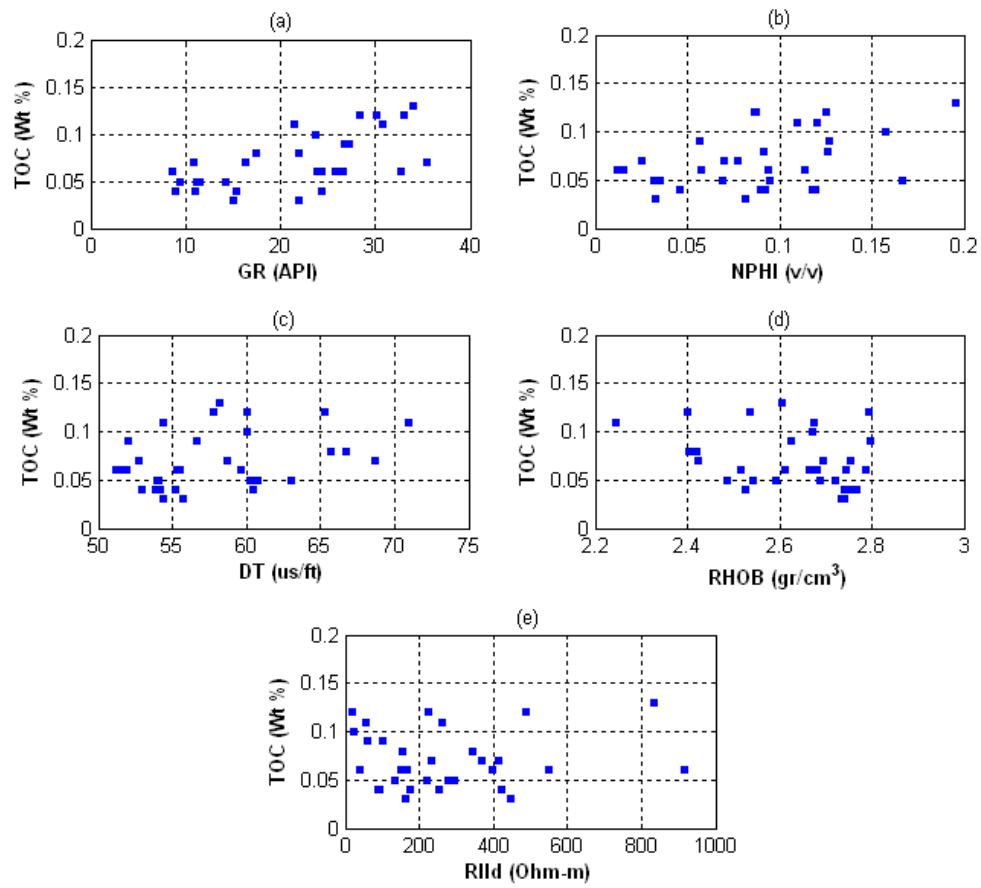 (a)
0.2
0.15
0.1
0.05
0
TOC (Wt %)
0 10 20 30 40
GR (API)
(b)
0.2
0.15
0.1
0.05
0
TOC (Wt %)
0 0.05 0.1 0.15 0.2
NPHI (v/v)
(c)
0.2
0.15
0.1
0.05
0
TOC (Wt %)
50 55 60 65 70 75
DT (us/ft)
(d)
0.2
0.15
0.1
0.05
0
TOC (Wt %)
2.2 2.4 2.6 2.8 3
RHOB (gr/cm³)
(e)
0.2
0.15
0.1
0.05
0
TOC (Wt %)
0 200 400 600 800 1000
RIId (Ohm-m)